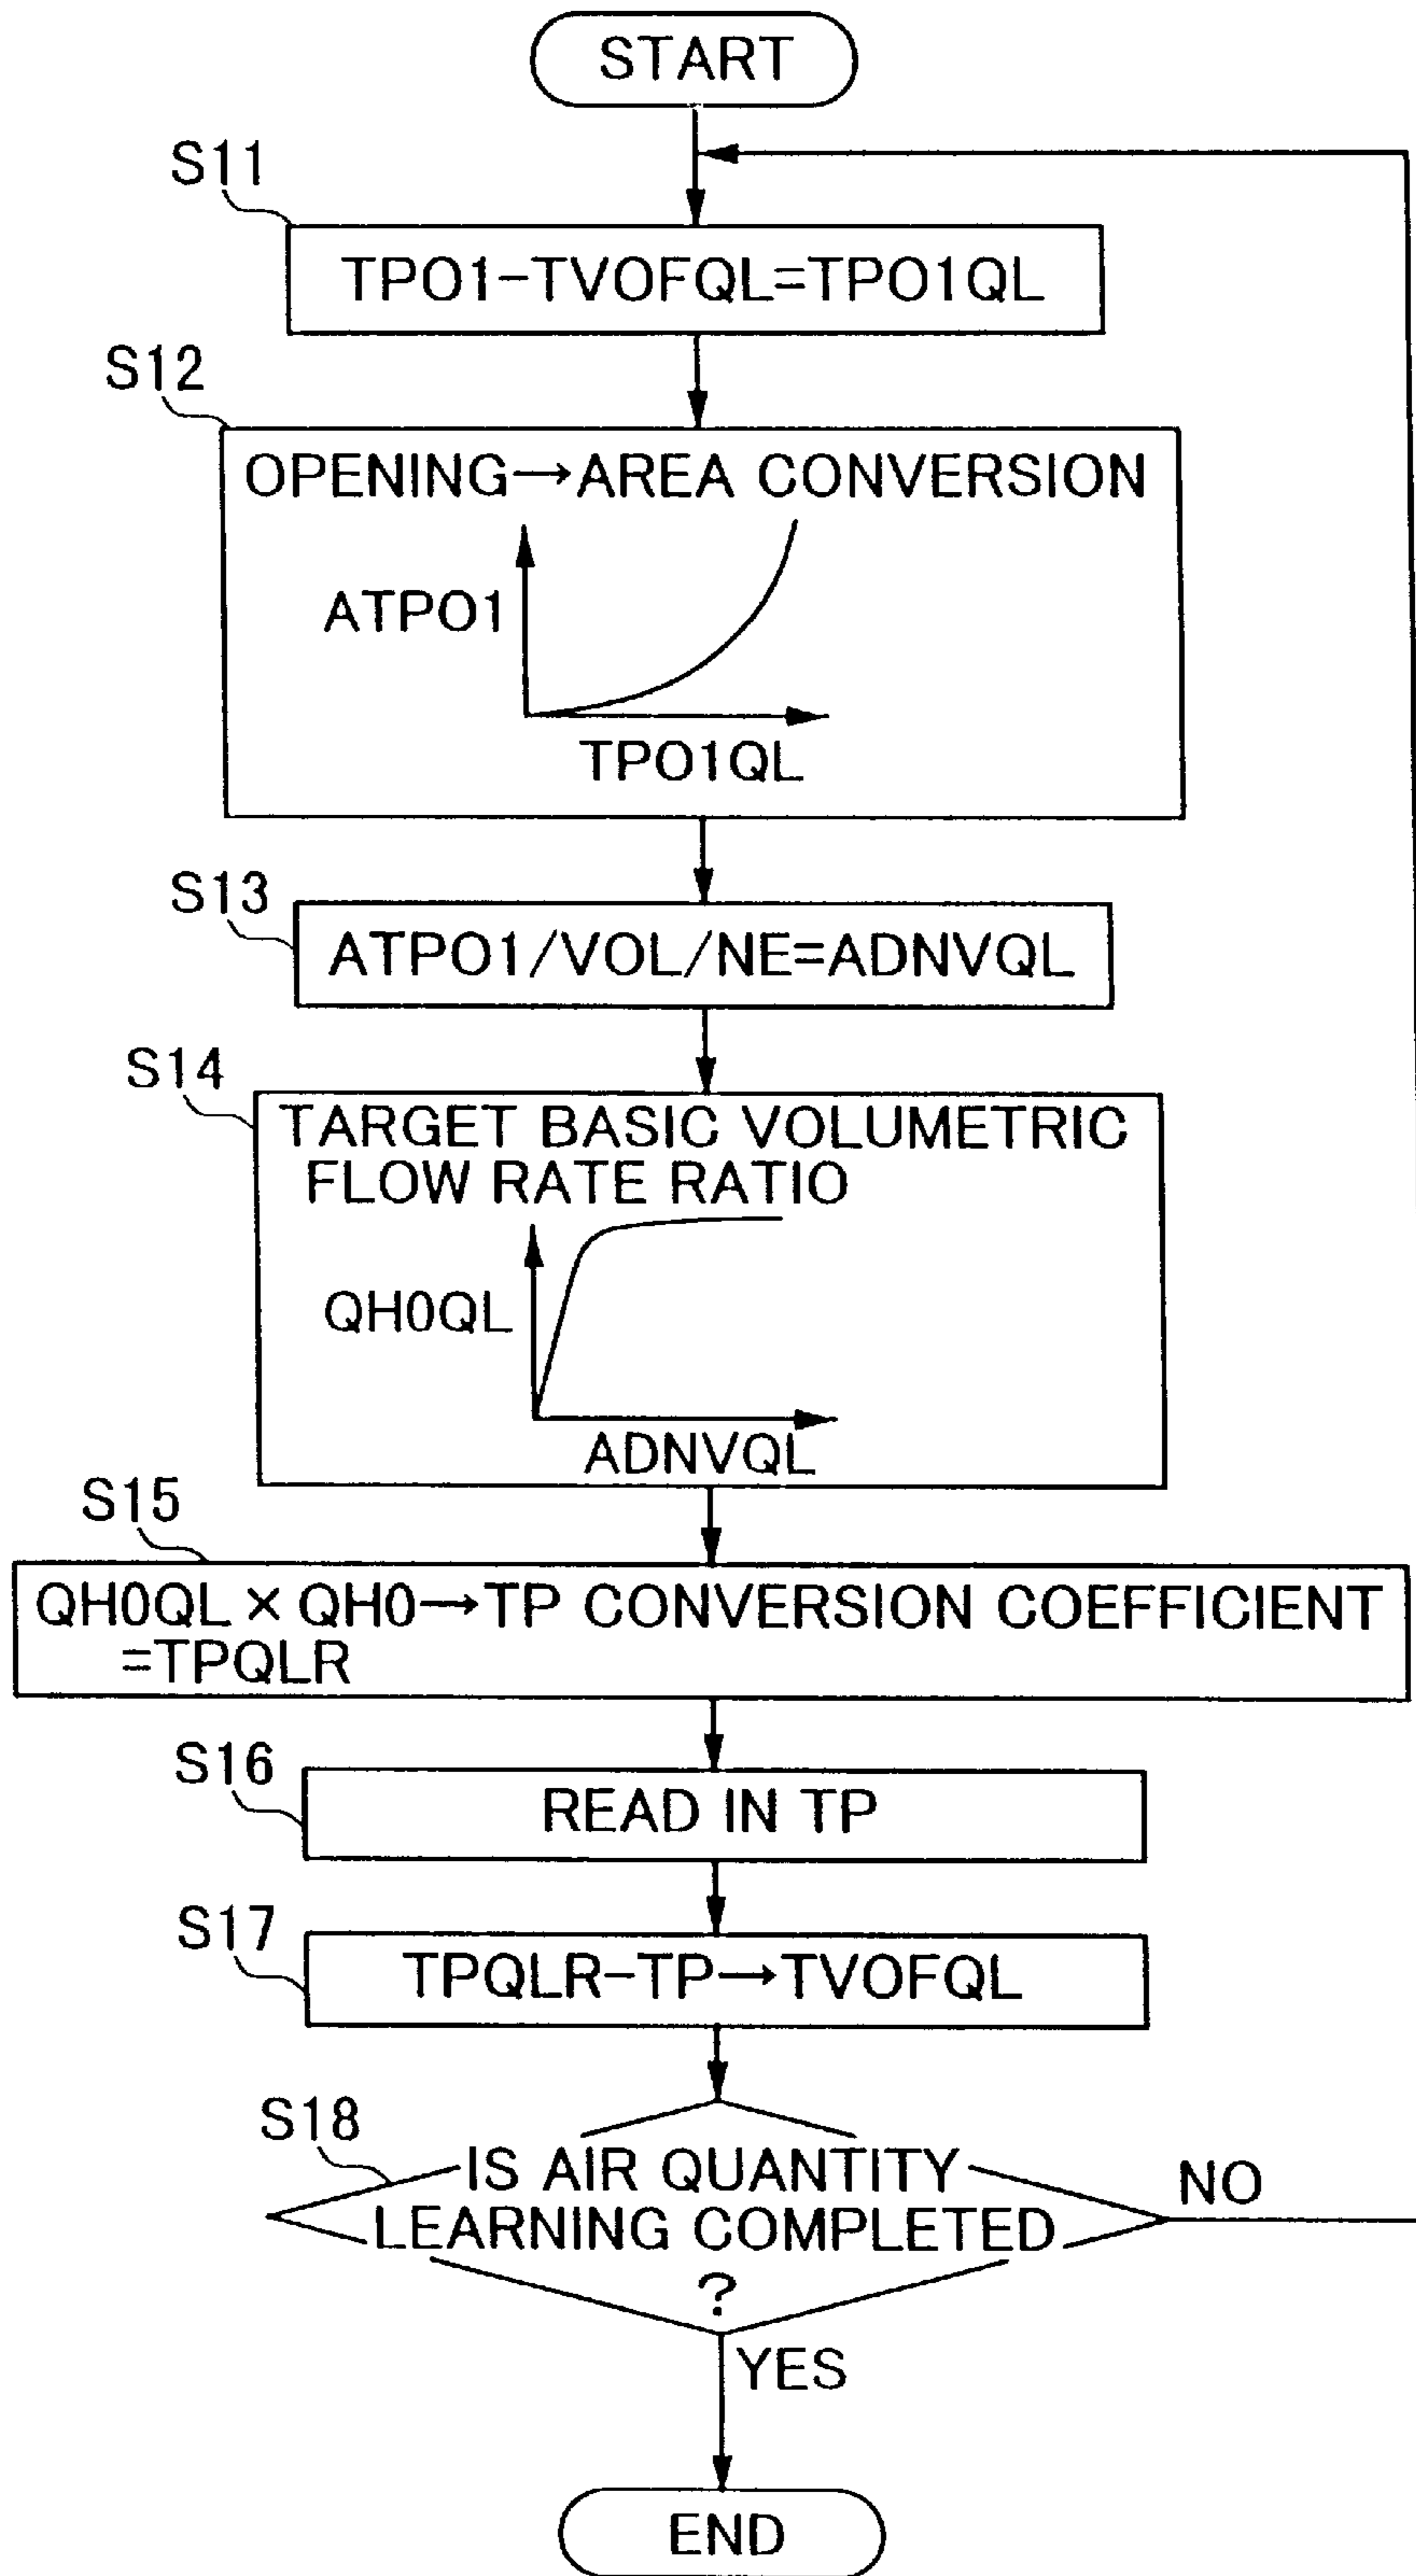 START
S11
TPO1-TVOFQL=TPO1QL
S12
OPENING→AREA CONVERSION
ATPO1
TPO1QL
S13
ATPO1/VOL/NE=ADNVQL
S14
TARGET BASIC VOLUMETRIC
FLOW RATE RATIO
QH0QL
ADNVQL
S15
QH0QL×QH0→TP CONVERSION COEFFICIENT
=TPQLR
S16
READ IN TP
S17
TPQLR-TP→TVOFQL
S18
IS AIR QUANTITY
LEARNING COMPLETED
?
NO
YES
END